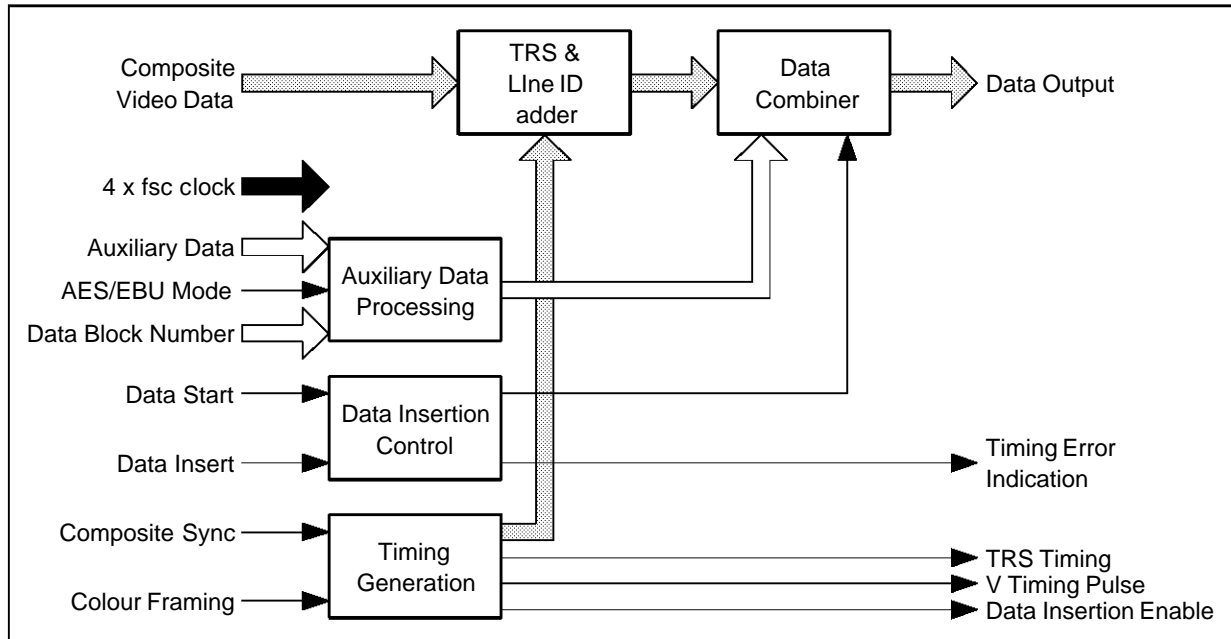 Composite
Video Data
TRS &
LIne ID
adder
Data
Combiner
Data Output
4 x fsc clock
Auxiliary Data
AES/EBU Mode
Data Block Number
Auxiliary Data
Processing
Data Start
Data Insert
Data Insertion
Control
Timing Error
Indication
Composite Sync
Colour Framing
Timing
Generation
TRS Timing
V Timing Pulse
Data Insertion Enable